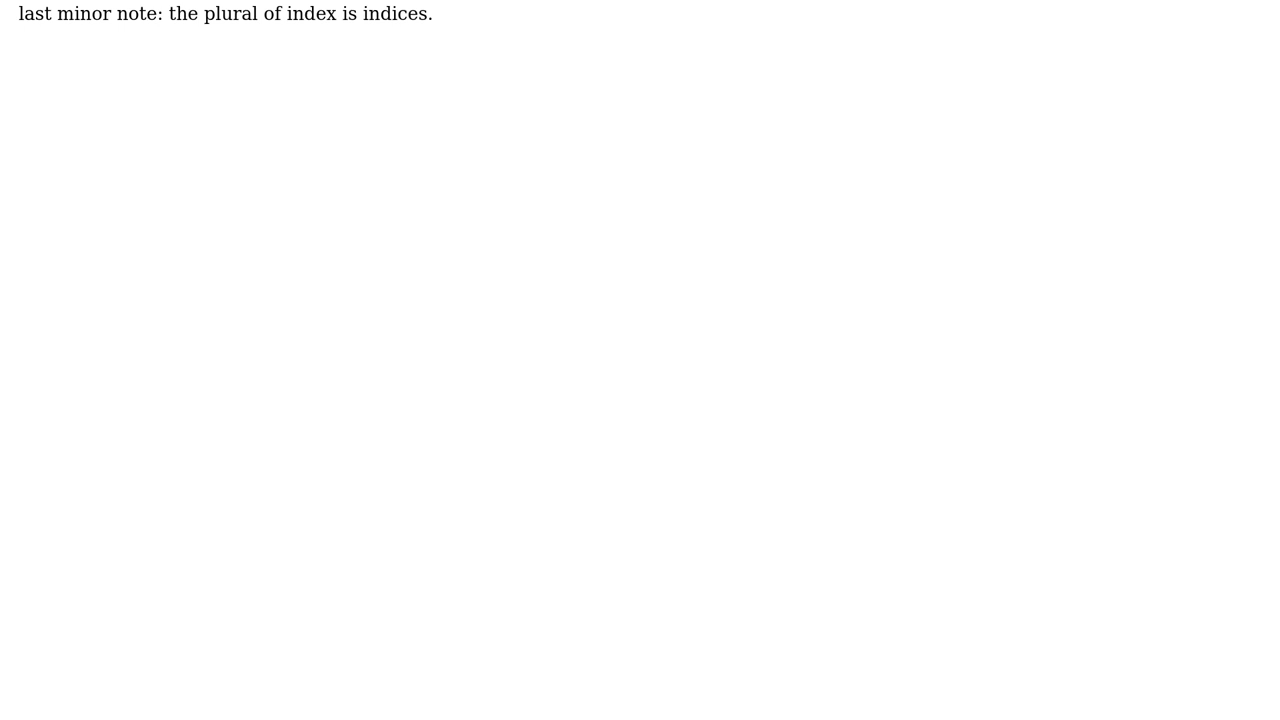 last minor note: the plural of index is indices.